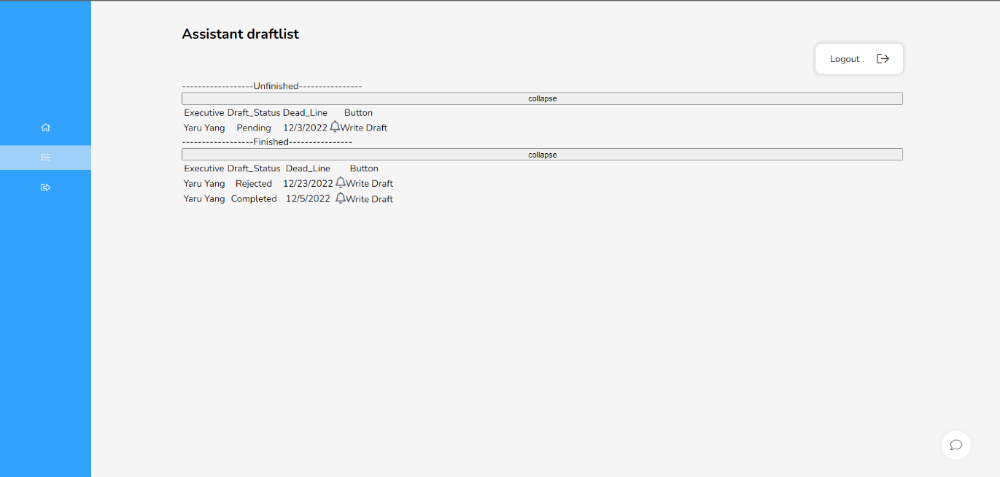 Assistant draftlist
Logout
------------------Unfinished----------------
collapse
Executive Draft_Status Dead_Line Button
Yaru Yang Pending 12/3/2022 Write Draft
------------------Finished----------------
collapse
Executive Draft_Status Dead_Line Button
Yaru Yang Rejected 12/23/2022 Write Draft
Yaru Yang Completed 12/5/2022 Write Draft